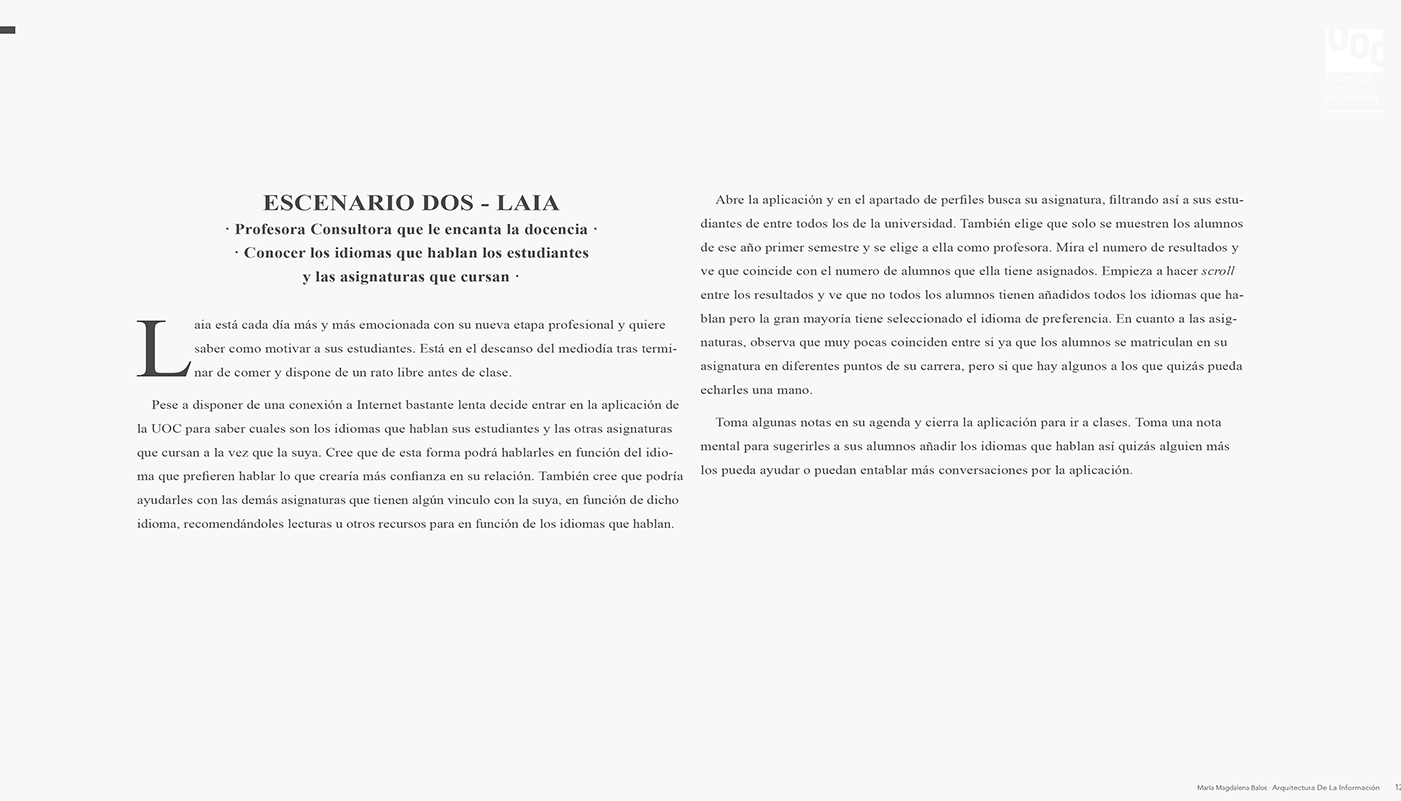 UOC
ESCENARIO DOS - LAIA
· Profesora Consultora que le encanta la docencia ·
· Conocer los idiomas que hablan los estudiantes
y las asignaturas que cursan ·
Laia está cada día más y más emocionada con su nueva etapa profesional y quiere
saber como motivar a sus estudiantes. Está en el descanso del mediodía tras termi-
nar de comer y dispone de un rato libre antes de clase.
Pese a disponer de una conexión a Internet bastante lenta decide entrar en la aplicación de
la UOC para saber cuales son los idiomas que hablan sus estudiantes y las otras asignaturas
que cursan a la vez que la suya. Cree que de esta forma podrá hablarles en función del idio-
ma que prefieren hablar lo que crearía más confianza en su relación. También cree que podría
ayudarles con las demás asignaturas que tienen algún vinculo con la suya, en función de dicho
idioma, recomendándoles lecturas u otros recursos para en función de los idiomas que hablan.
Abre la aplicación y en el apartado de perfiles busca su asignatura, filtrando así a sus estu-
diantes de entre todos los de la universidad. También elige que solo se muestren los alumnos
de ese año primer semestre y se elige a ella como profesora. Mira el numero de resultados y
ve que coincide con el numero de alumnos que ella tiene asignados. Empieza a hacer scroll
entre los resultados y ve que no todos los alumnos tienen añadidos todos los idiomas que ha-
blan pero la gran mayoría tiene seleccionado el idioma de preferencia. En cuanto a las asig-
naturas, observa que muy pocas coinciden entre si ya que los alumnos se matriculan en su
asignatura en diferentes puntos de su carrera, pero si que hay algunos a los que quizás pueda
echarles una mano.
Toma algunas notas en su agenda y cierra la aplicación para ir a clases. Toma una nota
mental para sugerirles a sus alumnos añadir los idiomas que hablan así quizás alguien más
los pueda ayudar o puedan entablar más conversaciones por la aplicación.
María Magdalena Balos · Arquitectura De La Información 12